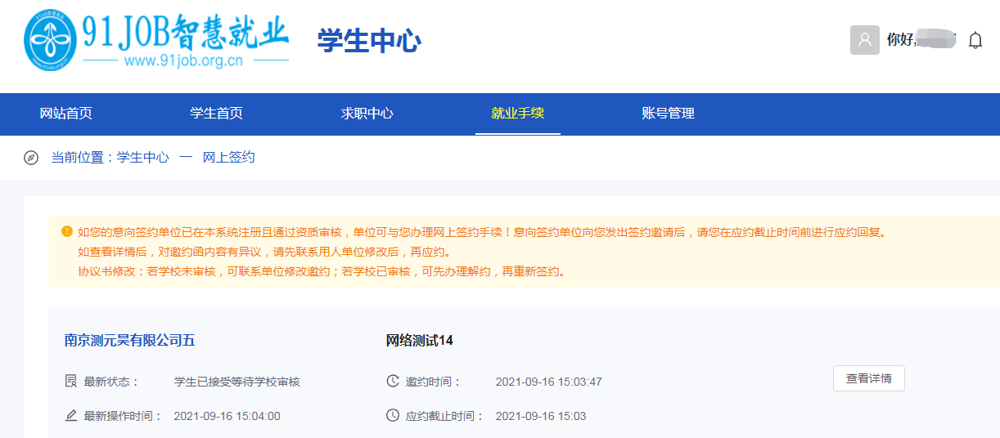 91JOB智慧就业
www.91job.org.cn
学生中心
你好,
网站首页 学生首页 求职中心 就业手续 账号管理
当前位置：学生中心 一 网上签约
如您的意向签约单位已在本系统注册且通过资质审核，单位可与您办理网上签约手续！意向签约单位向您发出签约邀请后，请您在应约截止时间前进行应约回复。
如查看详情后，对邀约函内容有异议，请先联系用人单位修改后，再应约。
协议书修改：若学校未审核，可联系单位修改邀约；若学校已审核，可先办理解约，再重新签约。
南京测元昊有限公司五 网络测试14
最新状态： 学生已接受等待学校审核 邀约时间： 2021-09-16 15:03:47 查看详情
最新操作时间： 2021-09-16 15:04:00 应约截止时间： 2021-09-16 15:03